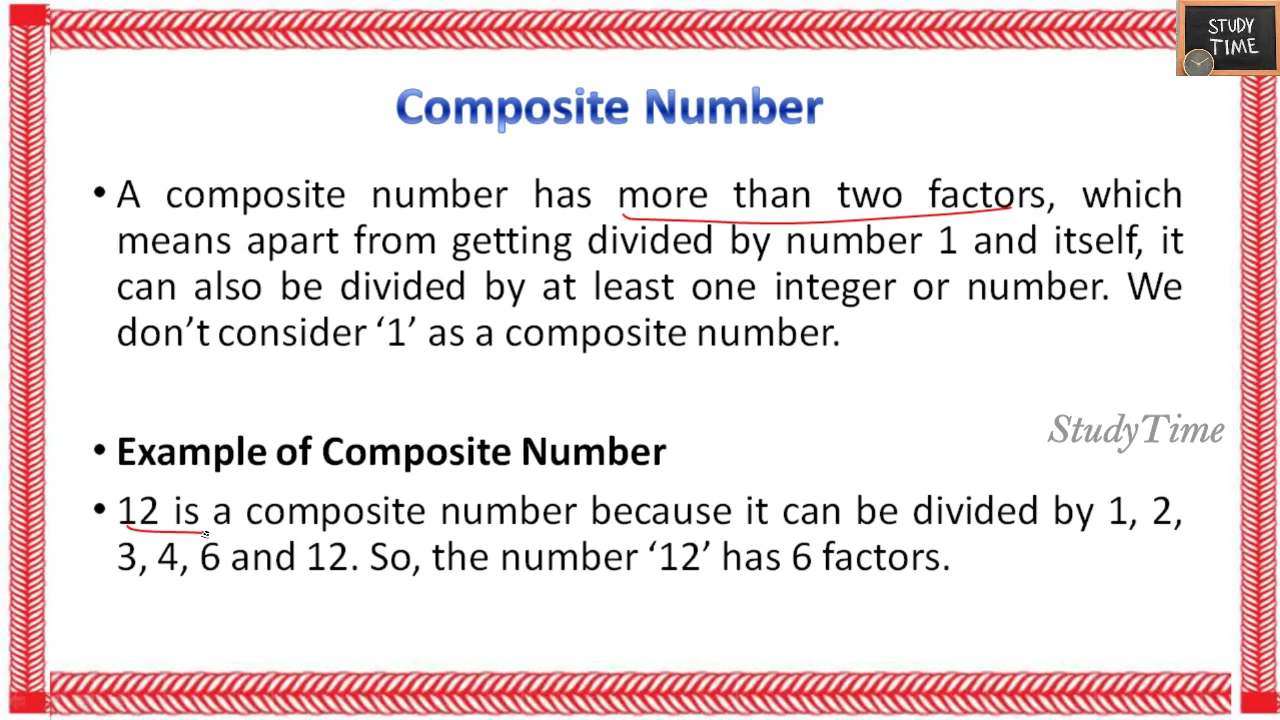 STUDY
TIME
Composite Number
• A composite number has more than two factors, which
means apart from getting divided by number 1 and itself, it
can also be divided by at least one integer or number. We
don’t consider ‘1’ as a composite number.
StudyTime
• Example of Composite Number
• 12 is a composite number because it can be divided by 1, 2,
3, 4, 6 and 12. So, the number ‘12’ has 6 factors.